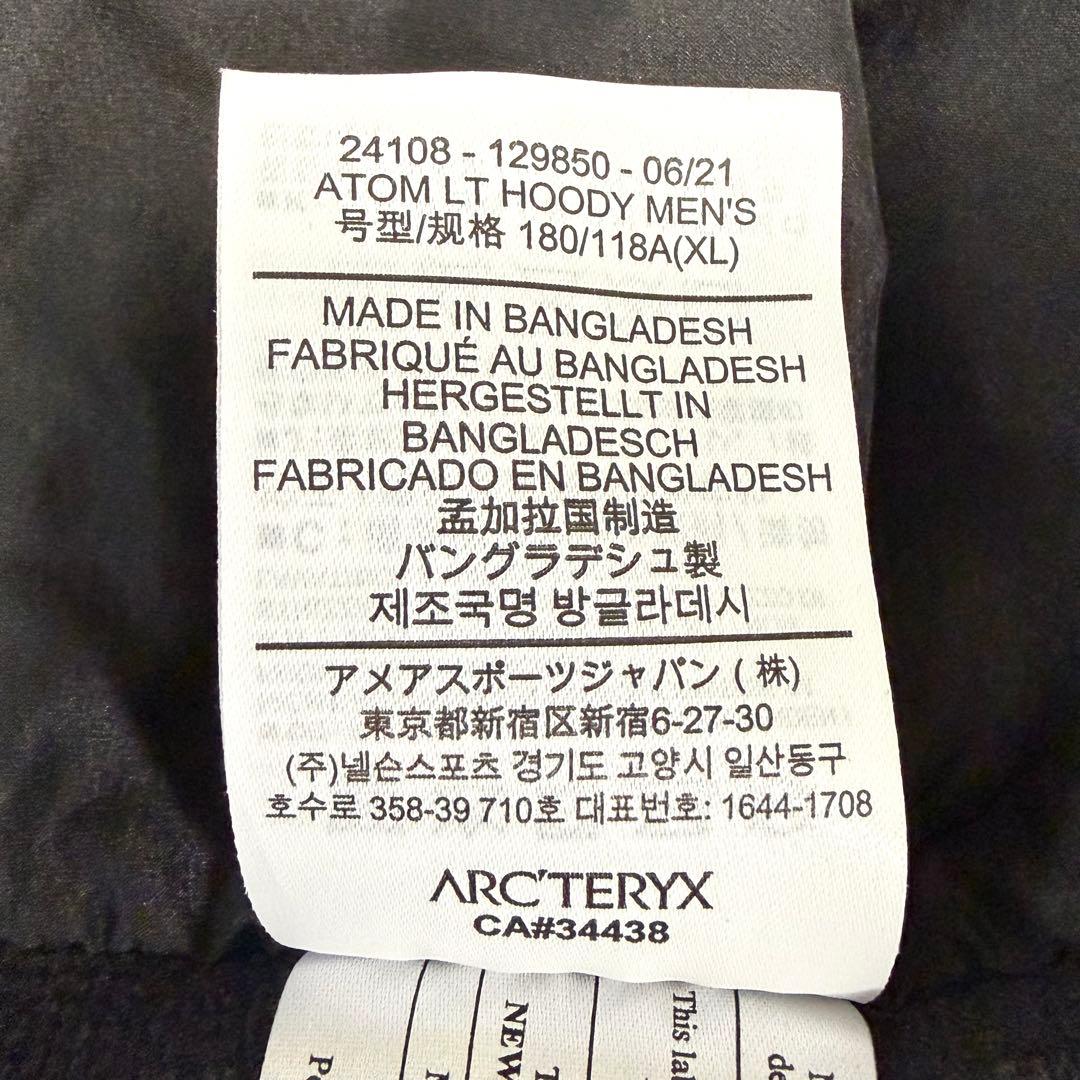 24108 - 129850 - 06/21
ATOM LT HOODY MEN'S
号型/规格 180/118A(XL)
MADE IN BANGLADESH
FABRIQUÉ AU BANGLADESH
HERGESTELLT IN
BANGLADESCH
FABRICADO EN BANGLADESH
孟加拉国制造
バングラデシュ製
제조국명 방글라데시
アメアスポーツジャパン ( 株)
東京都新宿区新宿6-27-30
(주)넬슨스포츠 경기도 고양시 일산동구
호수로 358-39 710호 대표번호: 1644-1708
ARC'TERYX
CA#34438
This
NEW